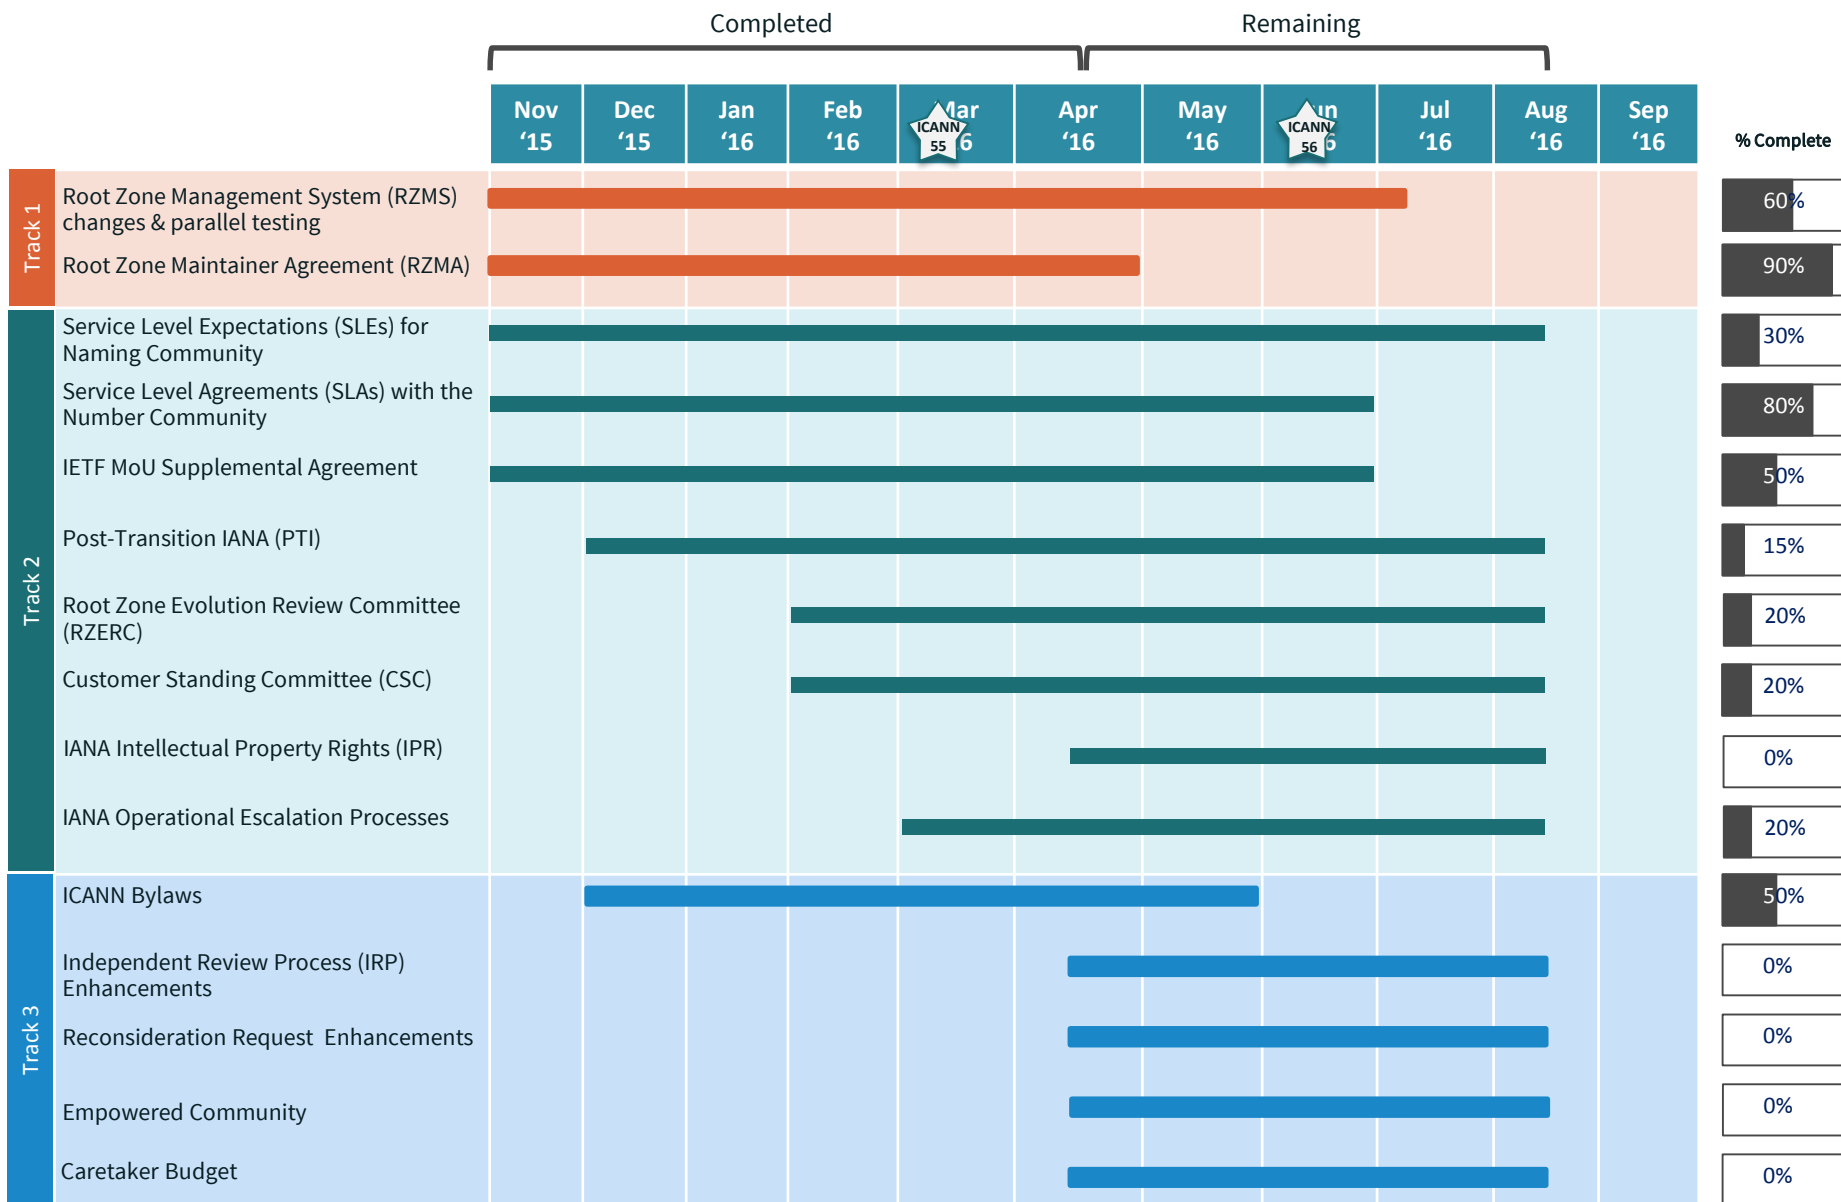 Completed
Remaining
Nov ‘15
Dec ‘15
Jan ‘16
Feb ‘16
Mar ‘16
ICANN 55
Apr ‘16
May ‘16
Jun ‘16
ICANN 56
Jul ‘16
Aug ‘16
Sep ‘16
% Complete
Track 1
Root Zone Management System (RZMS)
changes & parallel testing
60%
Root Zone Maintainer Agreement (RZMA)
90%
Track 2
Service Level Expectations (SLEs) for
Naming Community
30%
Service Level Agreements (SLAs) with the
Number Community
80%
IETF MoU Supplemental Agreement
50%
Post-Transition IANA (PTI)
15%
Root Zone Evolution Review Committee
(RZERC)
20%
Customer Standing Committee (CSC)
20%
IANA Intellectual Property Rights (IPR)
0%
IANA Operational Escalation Processes
20%
Track 3
ICANN Bylaws
50%
Independent Review Process (IRP)
Enhancements
0%
Reconsideration Request  Enhancements
0%
Empowered Community
0%
Caretaker Budget
0%